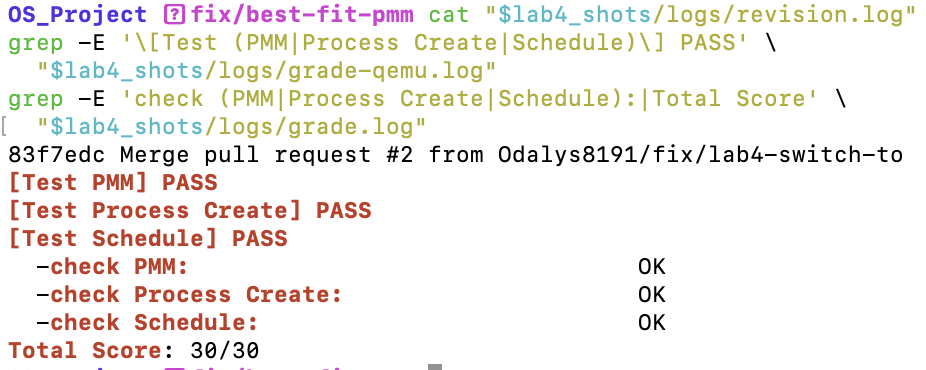 OS_Project ? fix/best-fit-pmm cat "$lab4_shots/logs/revision.log"
grep -E '\[Test (PMM|Process Create|Schedule)\] PASS' \
  "$lab4_shots/logs/grade-qemu.log"
grep -E 'check (PMM|Process Create|Schedule):|Total Score' \
[  "$lab4_shots/logs/grade.log"
83f7edc Merge pull request #2 from Odalys8191/fix/lab4-switch-to
[Test PMM] PASS
[Test Process Create] PASS
[Test Schedule] PASS
  -check PMM:                                OK
  -check Process Create:                     OK
  -check Schedule:                           OK
Total Score: 30/30